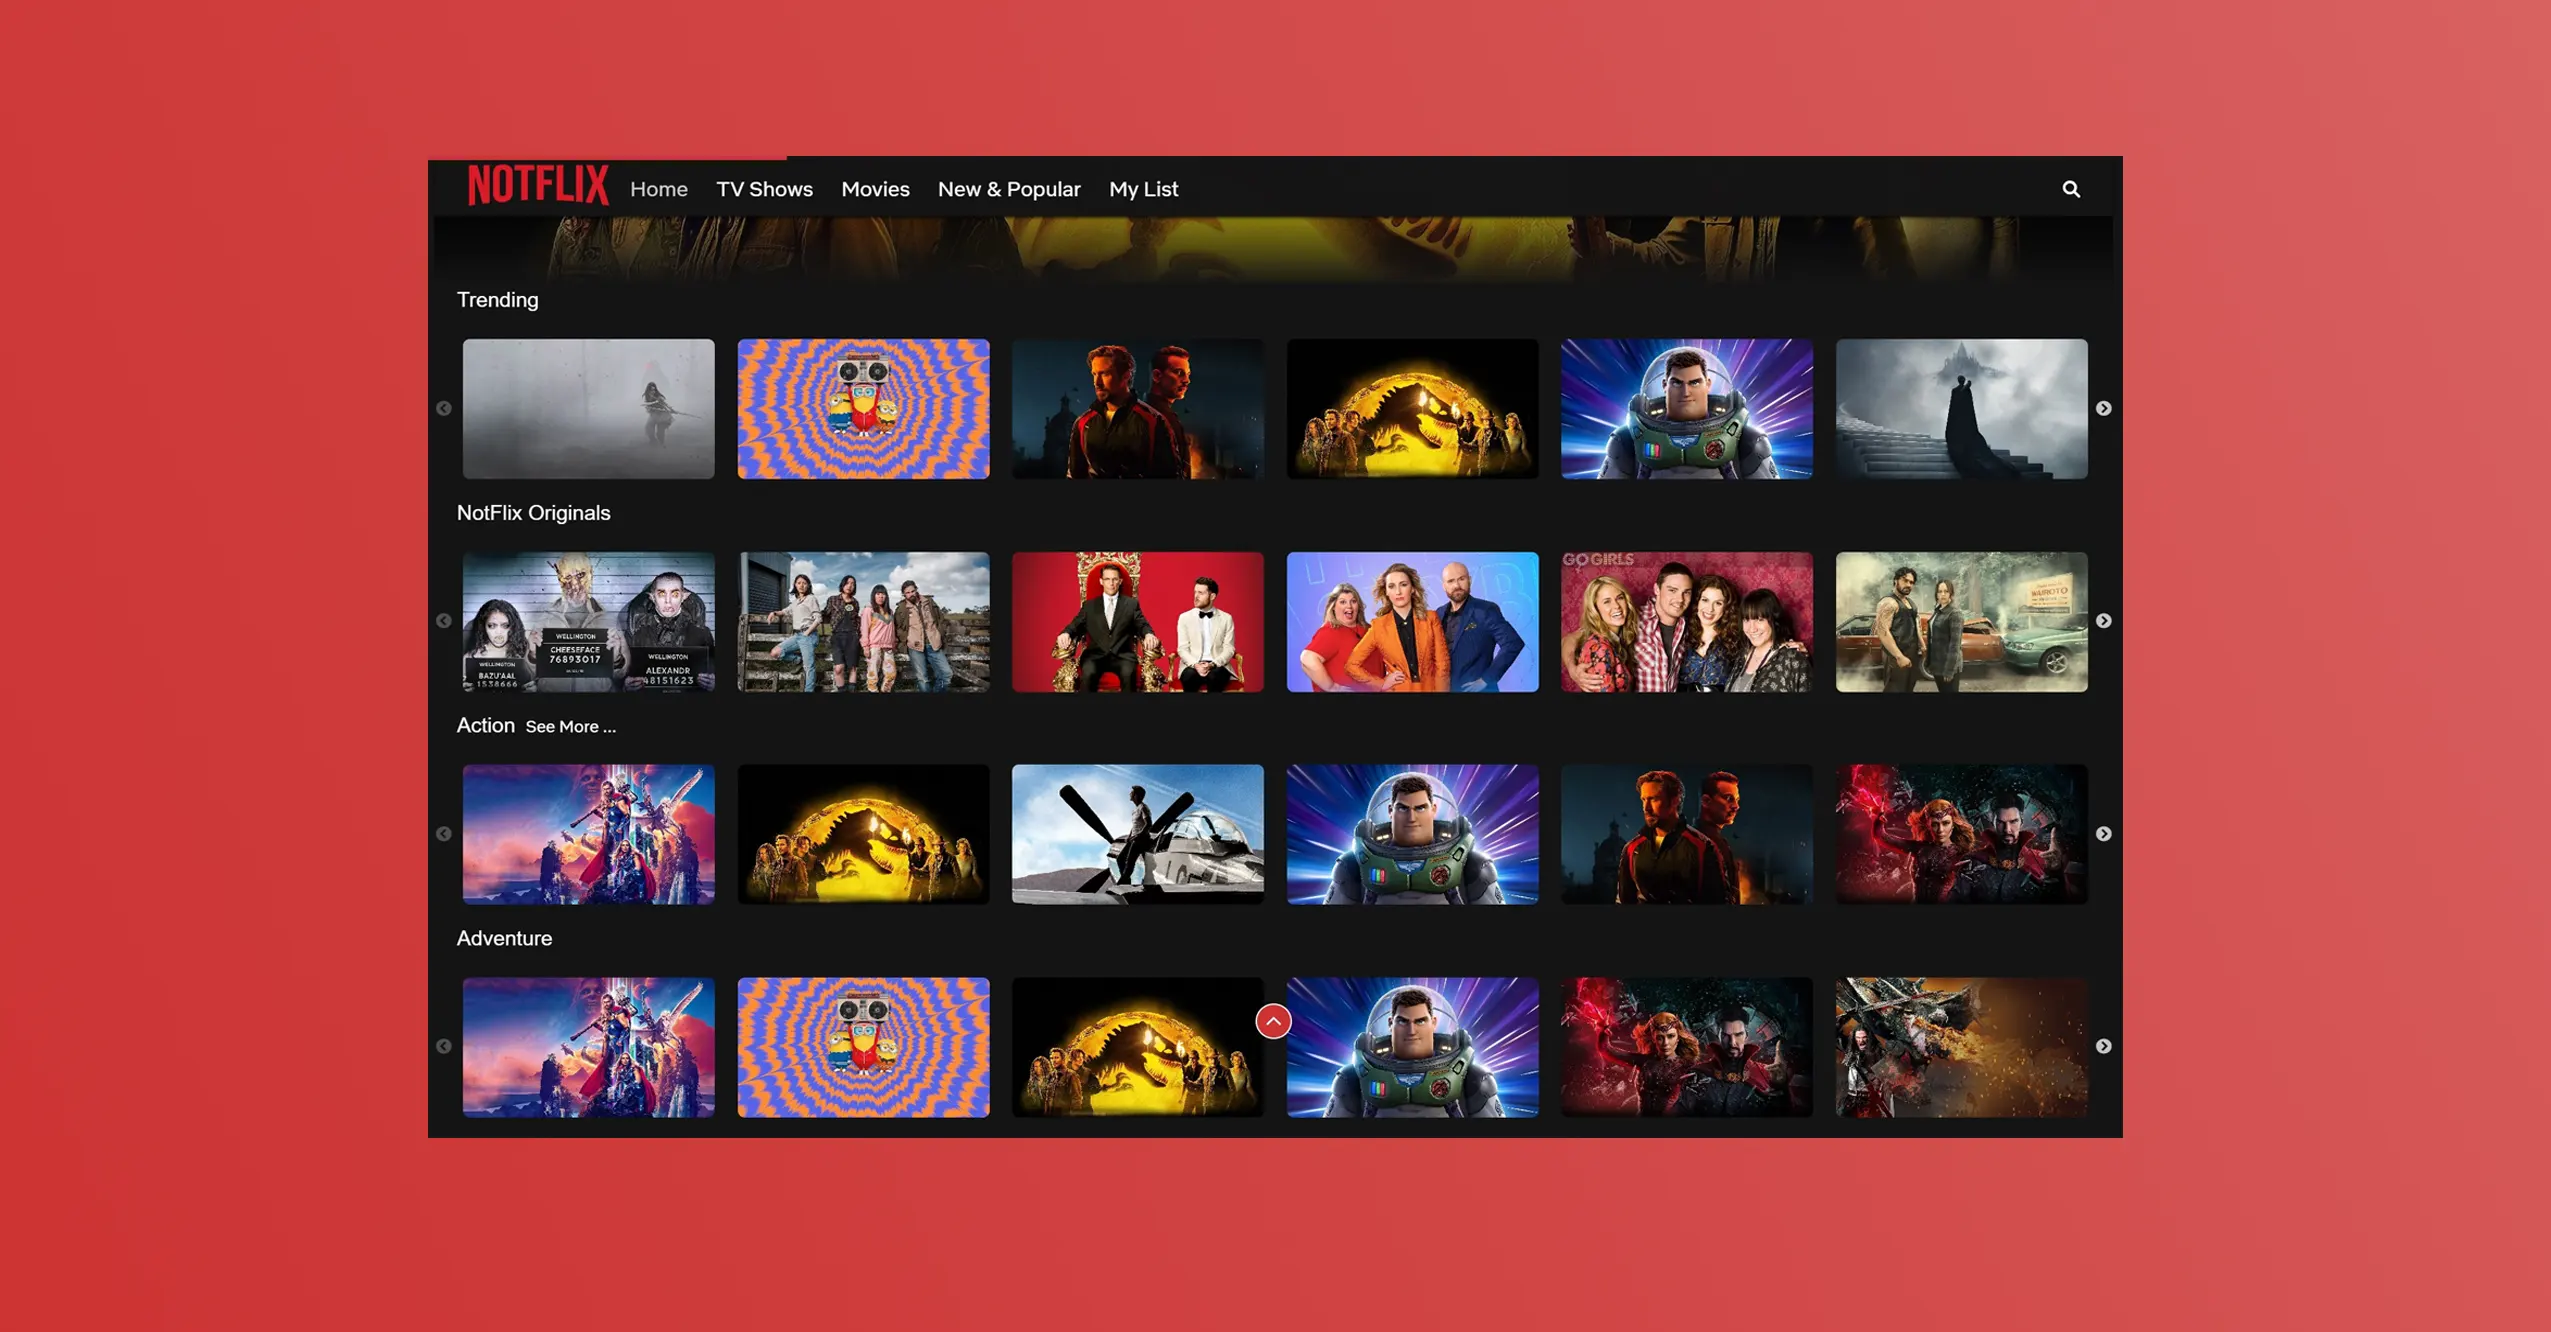 NOTFLIX Home TV Shows Movies New & Popular My List
Trending
NotFlix Originals
WELLINGTON
BAZU'AAL
1538666
WELLINGTON
CHEESEFACE
76893017
WELLINGTON
ALEXANDR
48151623
GO GIRLS
WAIROTO
Action See More ...
Adventure